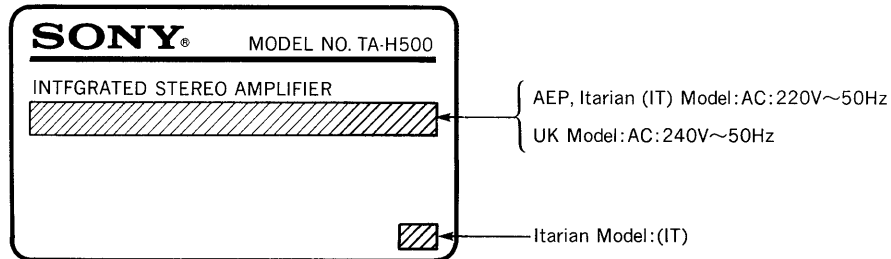 SONY®
MODEL NO. TA-H500
INTFGRATED STEREO AMPLIFIER
AEP, Itarian (IT) Model:AC:220V～50Hz
UK Model:AC:240V～50Hz
Itarian Model:(IT)